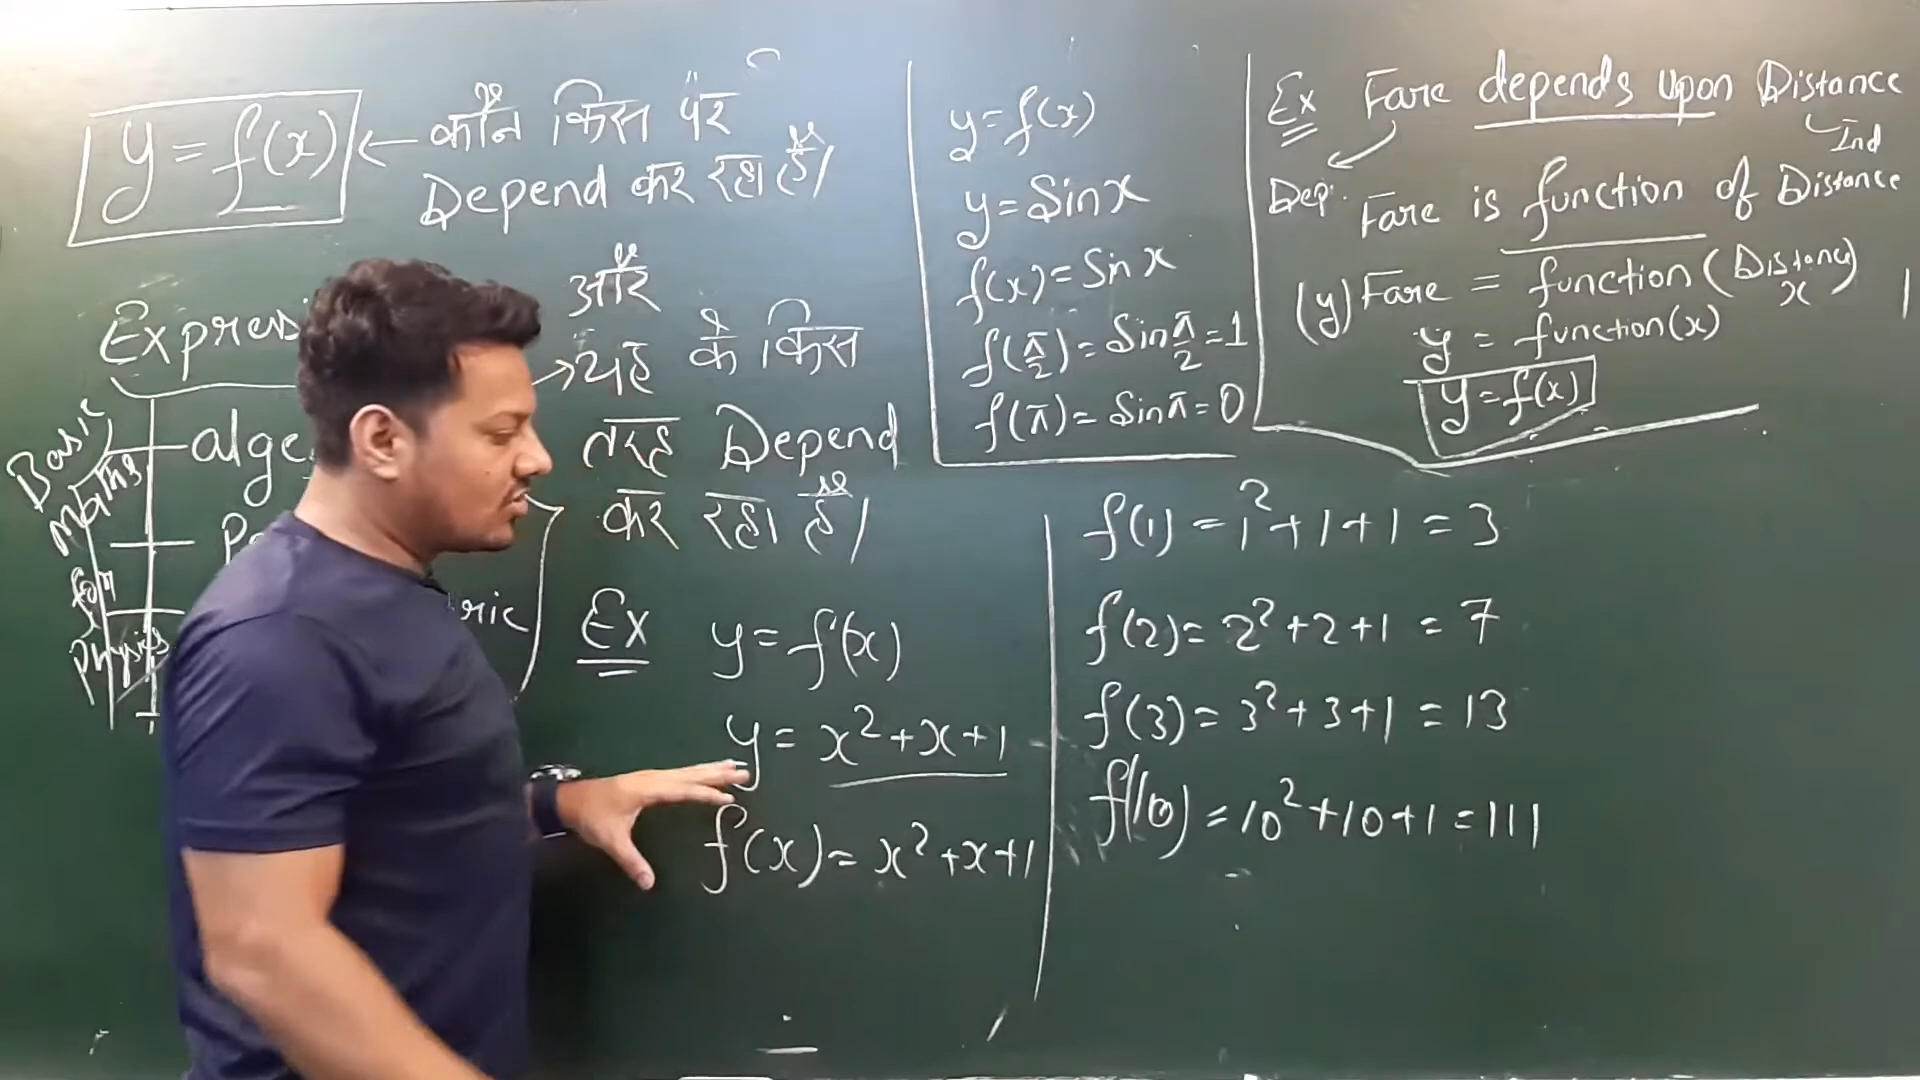 y = f(x) ← कौन किस पर
Depend कर रहा है।
और
→ यह के किस
तरह Depend
कर रहा है।
Basic
Maths
for
Physics
Ex y = f(x)
y = x² + x + 1
f(x) = x² + x + 1
y = f(x)
y = Sin x
f(x) = Sin x
f(π/2) = Sin π/2 = 1
f(π) = Sin π = 0
Ex Fare depends upon Distance
Ind
Dep.
Fare is function of Distance
(y) Fare = function (Distance)
x
y = function(x)
y = f(x)
f(1) = 1² + 1 + 1 = 3
f(2) = 2² + 2 + 1 = 7
f(3) = 3² + 3 + 1 = 13
f(10) = 10² + 10 + 1 = 111